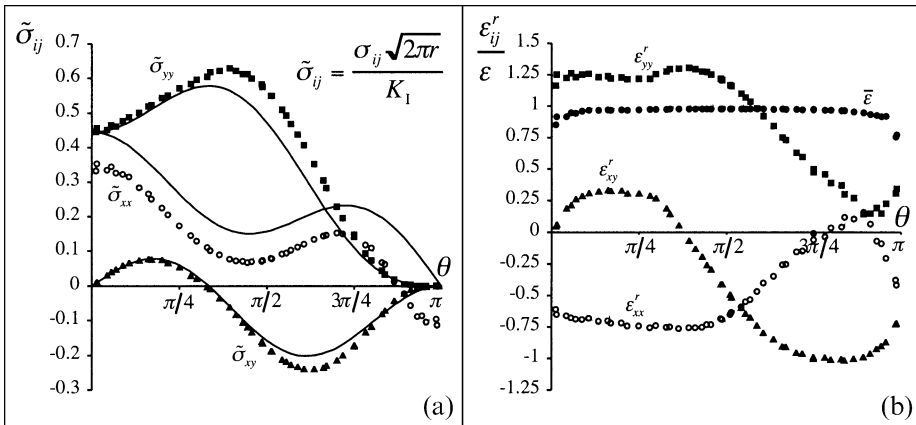 σ̃ij
0.7
0.6
0.5
0.4
0.3
0.2
0.1
0
-0.1
-0.2
-0.3
σ̃yy
σ̃ij = σij √2πr / KI
σ̃xx
σ̃xy
π/4
π/2
3π/4
π
θ
(a)
εʳij / ε
1.5
1.25
1
0.75
0.5
0.25
0
-0.25
-0.5
-0.75
-1
-1.25
εʳyy
ε̄
εʳxy
εʳxx
π/4
π/2
3π/4
π
θ
(b)